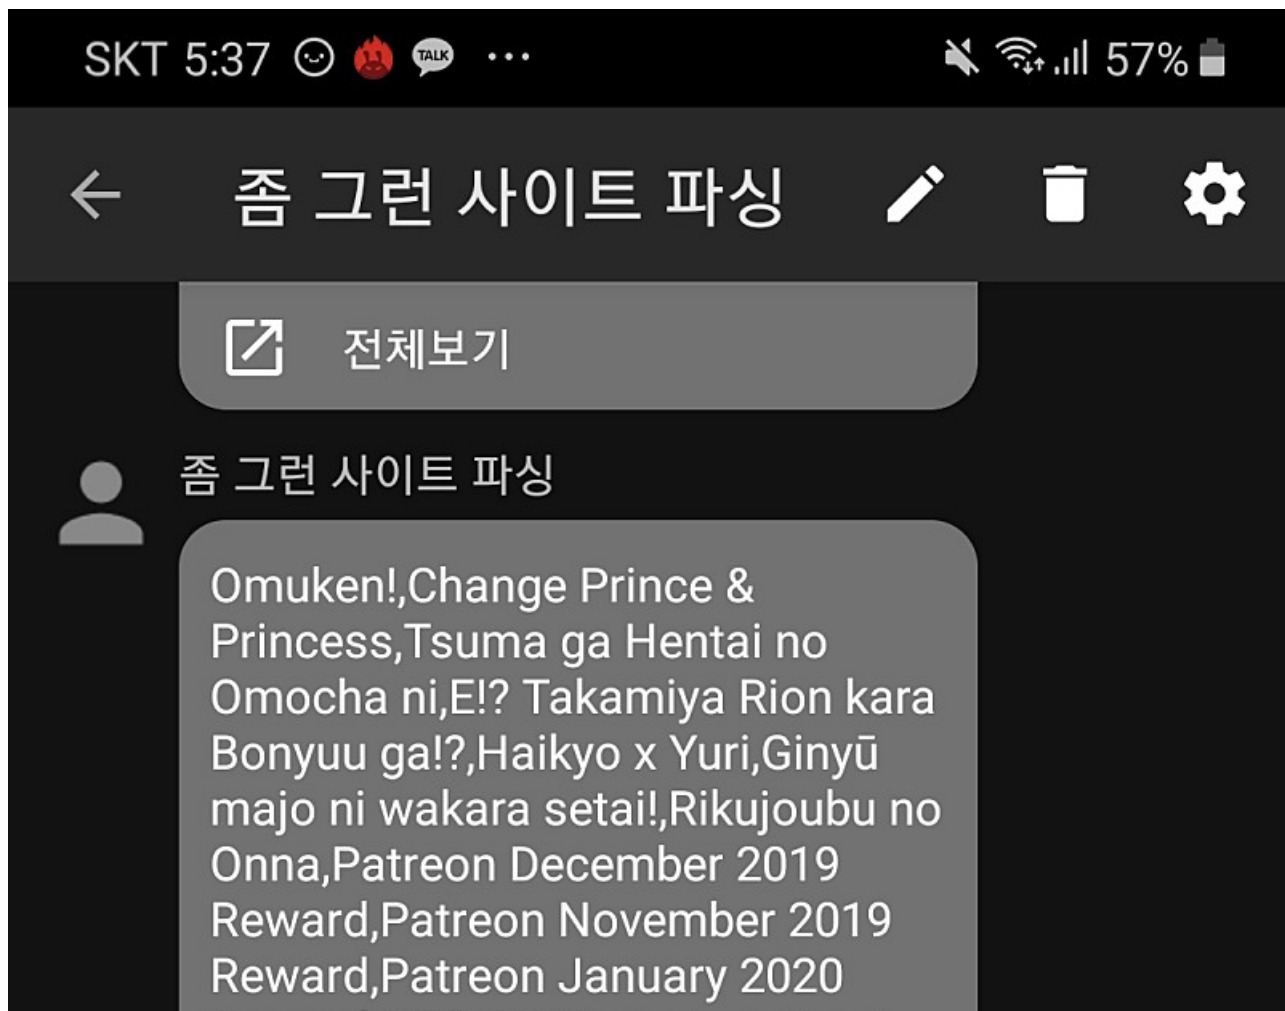 SKT 5:37 TALK ... 57%
좀 그런 사이트 파싱
전체보기
좀 그런 사이트 파싱
Omuken!,Change Prince &
Princess,Tsuma ga Hentai no
Omocha ni,E!? Takamiya Rion kara
Bonyuu ga!?,Haikyo x Yuri,Ginyū
majo ni wakara setai!,Rikujoubu no
Onna,Patreon December 2019
Reward,Patreon November 2019
Reward,Patreon January 2020